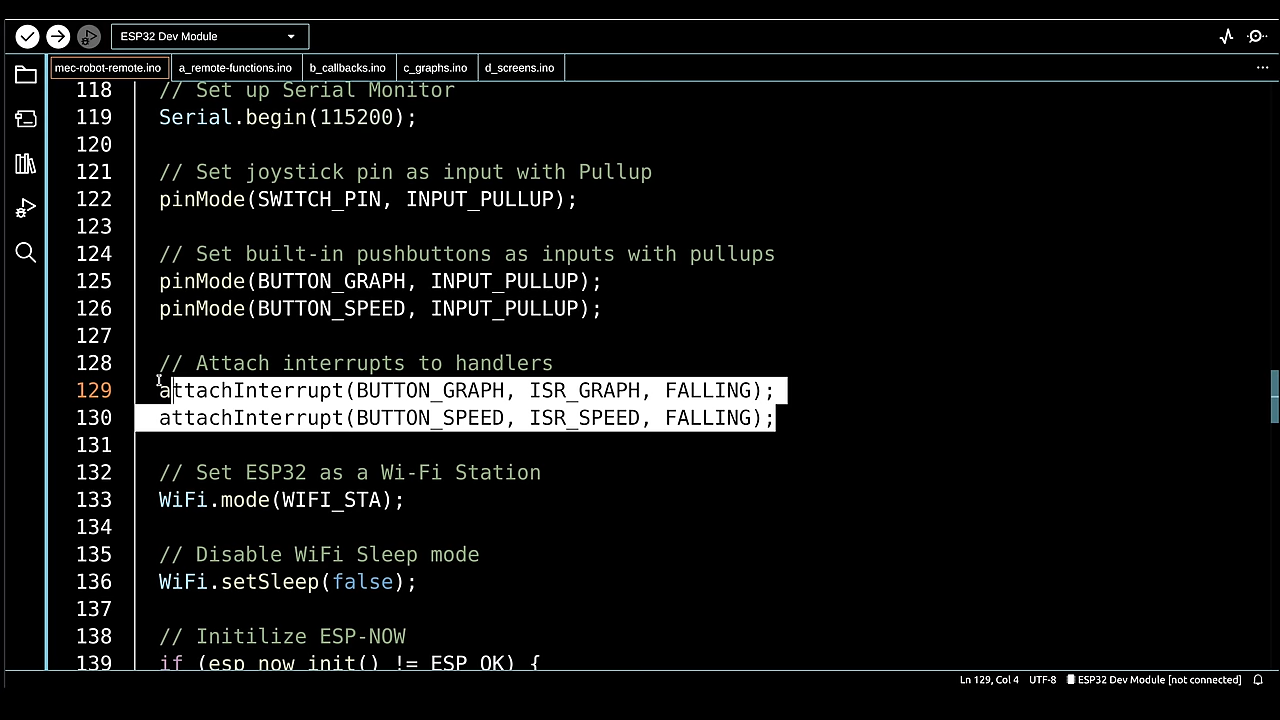 ESP32 Dev Module
mec-robot-remote.ino
a_remote-functions.ino
b_callbacks.ino
c_graphs.ino
d_screens.ino
118 // Set up Serial Monitor
119 Serial.begin(115200);
120
121 // Set joystick pin as input with Pullup
122 pinMode(SWITCH_PIN, INPUT_PULLUP);
123
124 // Set built-in pushbuttons as inputs with pullups
125 pinMode(BUTTON_GRAPH, INPUT_PULLUP);
126 pinMode(BUTTON_SPEED, INPUT_PULLUP);
127
128 // Attach interrupts to handlers
129 attachInterrupt(BUTTON_GRAPH, ISR_GRAPH, FALLING);
130 attachInterrupt(BUTTON_SPEED, ISR_SPEED, FALLING);
131
132 // Set ESP32 as a Wi-Fi Station
133 WiFi.mode(WIFI_STA);
134
135 // Disable WiFi Sleep mode
136 WiFi.setSleep(false);
137
138 // Initilize ESP-NOW
139 if (esp_now_init() != ESP_OK) {
Ln 129, Col 4 UTF-8 ESP32 Dev Module [not connected]